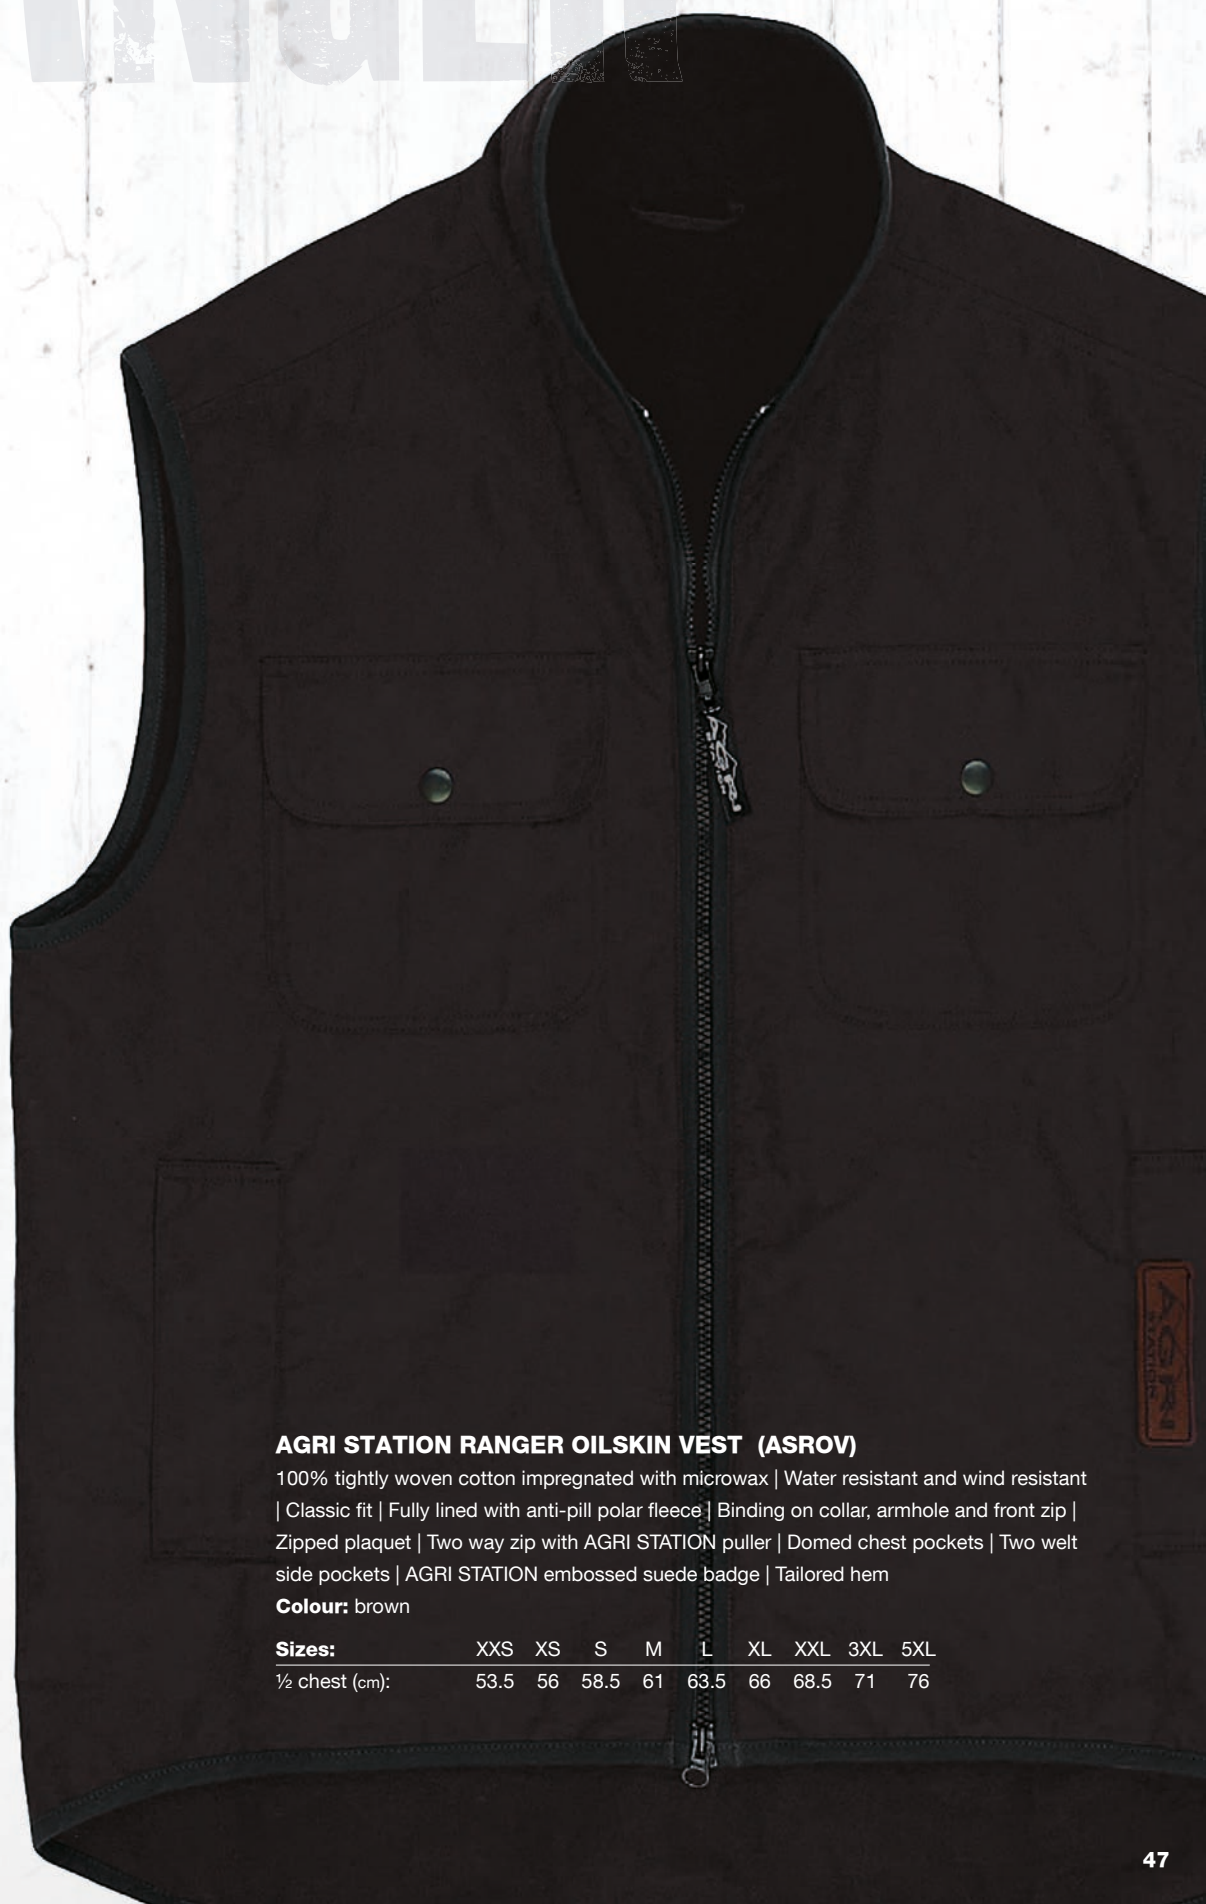 AGRI
AGRI
STATION
AGRI STATION RANGER OILSKIN VEST (ASROV)
100% tightly woven cotton impregnated with microwax | Water resistant and wind resistant
| Classic fit | Fully lined with anti-pill polar fleece | Binding on collar, armhole and front zip |
Zipped plaquet | Two way zip with AGRI STATION puller | Domed chest pockets | Two welt
side pockets | AGRI STATION embossed suede badge | Tailored hem
Colour: brown
Sizes: XXS XS S M L XL XXL 3XL 5XL
½ chest (cm): 53.5 56 58.5 61 63.5 66 68.5 71 76
47